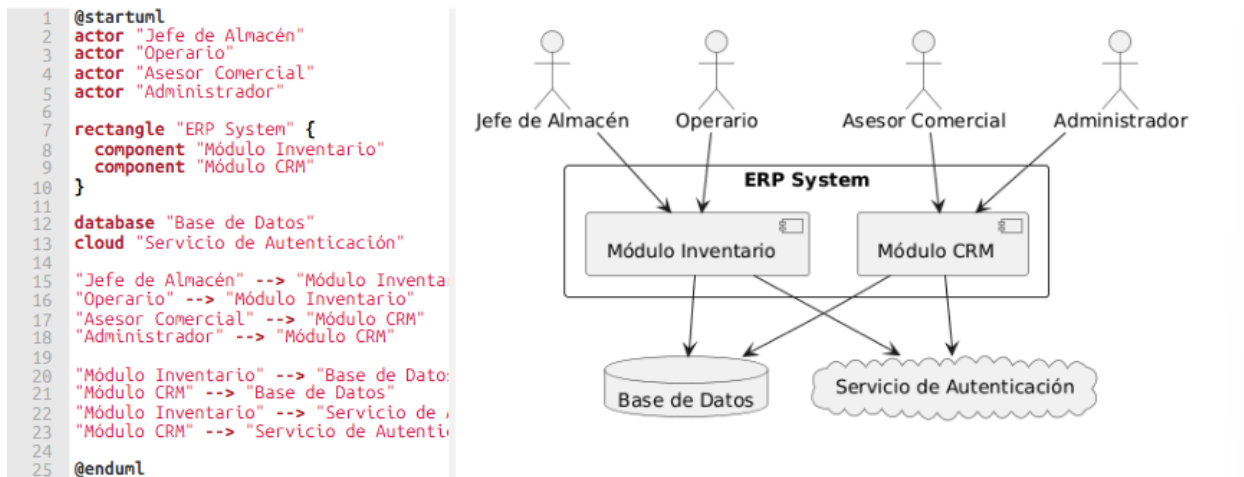 1 @startuml
2 actor "Jefe de Almacén"
3 actor "Operario"
4 actor "Asesor Comercial"
5 actor "Administrador"
6
7 rectangle "ERP System" {
8 component "Módulo Inventario"
9 component "Módulo CRM"
10 }
11
12 database "Base de Datos"
13 cloud "Servicio de Autenticación"
14
15 "Jefe de Almacén" --> "Módulo Inventa
16 "Operario" --> "Módulo Inventario"
17 "Asesor Comercial" --> "Módulo CRM"
18 "Administrador" --> "Módulo CRM"
19
20 "Módulo Inventario" --> "Base de Datos
21 "Módulo CRM" --> "Base de Datos"
22 "Módulo Inventario" --> "Servicio de
23 "Módulo CRM" --> "Servicio de Autenti
24
25 @enduml
Jefe de Almacén Operario Asesor Comercial Administrador
ERP System
Módulo Inventario Módulo CRM
Base de Datos Servicio de Autenticación